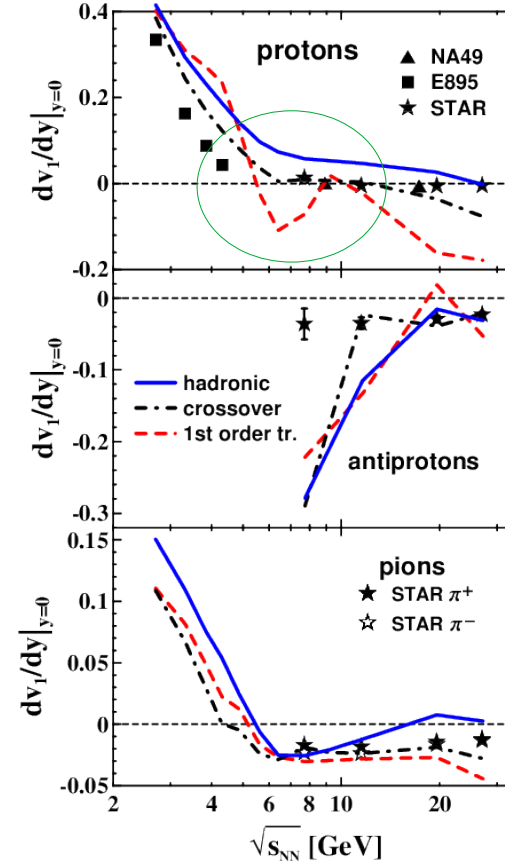 0.4
0.2
0
-0.2
dv₁/dy|y=0
protons
NA49
E895
STAR
0
-0.1
-0.2
-0.3
dv₁/dy|y=0
hadronic
crossover
1st order tr.
antiprotons
0.15
0.1
0.05
0
-0.05
dv₁/dy|y=0
pions
STAR π⁺
STAR π⁻
2 4 6 8 10 20
√sNN [GeV]